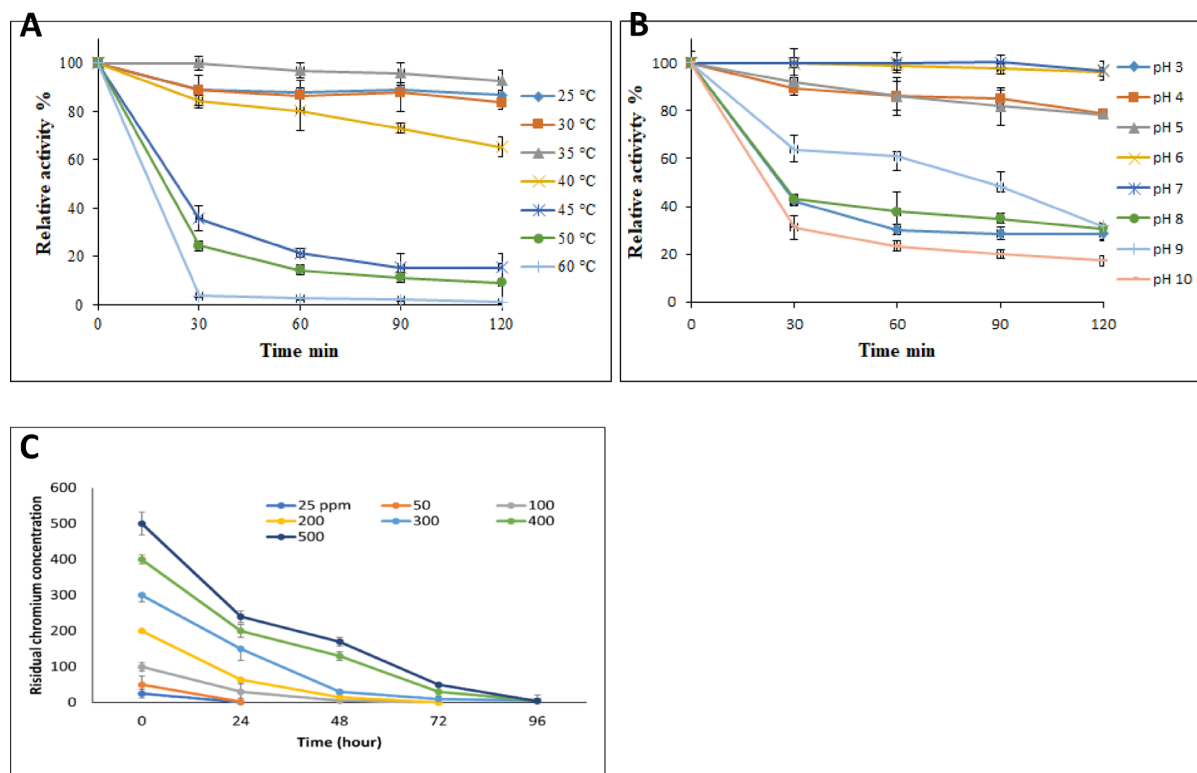 A
Relative activity %
100
80
60
40
20
0
0 30 60 90 120
Time min
25 °C
30 °C
35 °C
40 °C
45 °C
50 °C
60 °C
B
Relative activiyty %
100
80
60
40
20
0
0 30 60 90 120
Time min
pH 3
pH 4
pH 5
pH 6
pH 7
pH 8
pH 9
pH 10
C
Risidual chromium concentration
600
500
400
300
200
100
0
0 24 48 72 96
Time (hour)
25 ppm 50 100
200 300 400
500